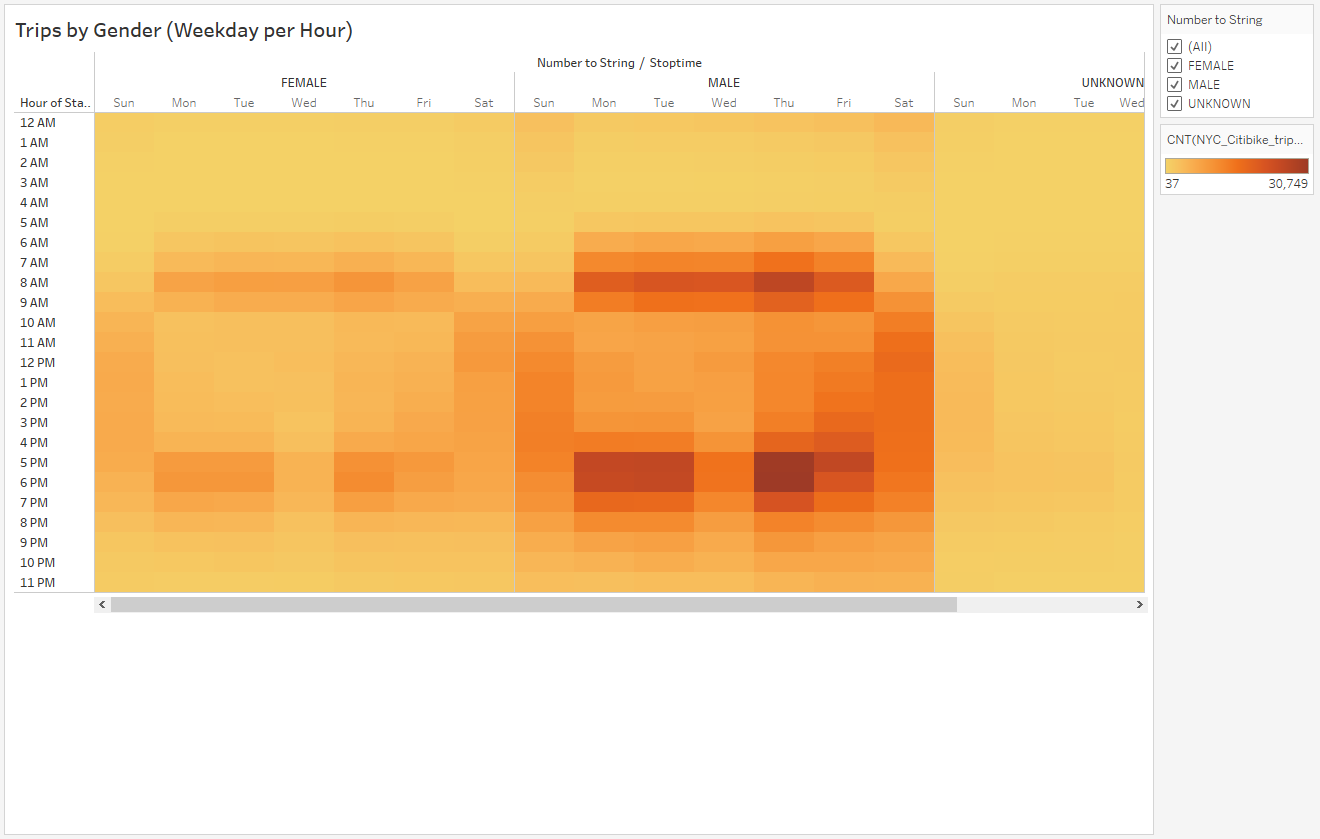 Trips by Gender (Weekday per Hour)
Number to String / Stoptime
FEMALE MALE UNKNOWN
Hour of Sta.. Sun Mon Tue Wed Thu Fri Sat Sun Mon Tue Wed Thu Fri Sat Sun Mon Tue Wed
12 AM
1 AM
2 AM
3 AM
4 AM
5 AM
6 AM
7 AM
8 AM
9 AM
10 AM
11 AM
12 PM
1 PM
2 PM
3 PM
4 PM
5 PM
6 PM
7 PM
8 PM
9 PM
10 PM
11 PM
Number to String
(All)
FEMALE
MALE
UNKNOWN
CNT(NYC_Citibike_trip...
37 30,749